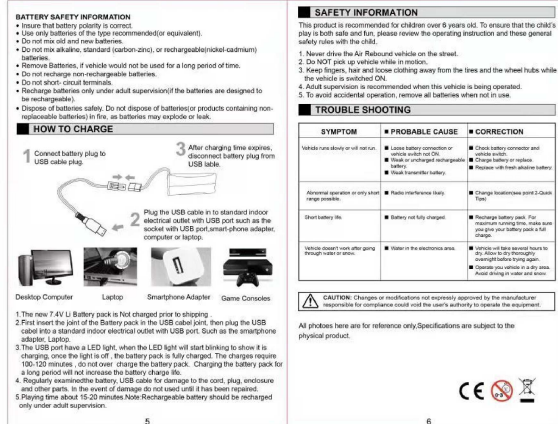 BATTERY SAFETY INFORMATION
• Insure that battery polarity is correct.
• Use only batteries of the type recommended(or equivalent).
• Do not mix old and new batteries.
• Do not mix alkaline, standard (carbon-zinc), or rechargeable(nickel-cadmium)
batteries.
• Remove Batteries, if vehicle would not be used for a long period of time.
• Do not recharge non-rechargeable batteries.
• Do not short- circuit terminals.
• Recharge batteries only under adult supervision(if the batteries are designed to
be rechargeable).
• Dispose of batteries safely. Do not dispose of batteries(or products containing non-
replaceable batteries) in fire, as batteries may explode or leak.
HOW TO CHARGE
1 Connect battery plug to
USB cable plug.
3 After charging time expires,
disconnect battery plug from
USB lable.
2 Plug the USB cable in to standard indoor
electrical outlet with USB port such as the
socket with USB port,smart-phone adapter,
computer or laptop.
Desktop Computer
Laptop
Smartphone Adapter
Game Consoles
1.The new 7.4V Li Battery pack is Not charged prior to shipping .
2.First insert the joint of the Battery pack in the USB cabel joint, then plug the USB
cabel into a standard indoor electrical outlet with USB port. Such as the smartphone
adapter, Laptop.
3.The USB port have a LED light, when the LED light will start blinking to show it is
charging, once the light is off , the battery pack is fully charged. The charges require
100-120 minutes , do not over charge the battery pack. Charging the battery pack for
a long period will not increase the battery charge life.
4. Regularly examinedthe battery, USB cable for damage to the cord, plug, enclosure
and other parts. In the event of damage do not used until it has been repaired.
5.Playing time about 15-20 minutes.Note:Rechargeable battery should be recharged
only under adult supervision.
5
SAFETY INFORMATION
This product is recommended for children over 6 years old. To ensure that the child's
play is both safe and fun, please review the operating instruction and these general
safety rules with the child.
1. Never drive the Air Rebound vehicle on the street.
2. Do NOT pick up vehicle while in motion.
3. Keep fingers, hair and loose clothing away from the tires and the wheel hubs while
the vehicle is switched ON.
4. Adult supervision is recommended when this vehicle is being operated.
5. To avoid accidental operation, remove all batteries when not in use.
TROUBLE SHOOTING
SYMPTOM
■ PROBABLE CAUSE
■ CORRECTION
Vehicle runs slowly or will not run.
■ Loose battery connection or
vehicle switch not ON.
■ Weak or uncharged rechargeable
battery.
■ Weak transmitter battery.
■ Check battery connector and
vehicle switch.
■ Charge battery or replace.
■ Replace with fresh alkaline battery.
Abnormal operation or only short
range possible.
■ Radio interference likely.
■ Change location(see point 2-Quick
Tips)
Short battery life.
■ Battery not fully charged.
■ Recharge battery pack. For
maximum running time, make sure
you give your battery pack a full
charge.
Vehicle doesn't work after going
through water or snow.
■ Water in the electronics area.
■ Vehicle will take several hours to
dry. Allow to dry thoroughly
overnight before trying again.
■ Operate you vehicle in a dry area.
Avoid driving in water and snow.
CAUTION: Changes or modifications not expressly approved by the manufacturer
responsible for compliance could void the user's authority to operate the equipment.
All photoes here are for reference only,Specifications are subject to the
physical product.
CE
0-3
6